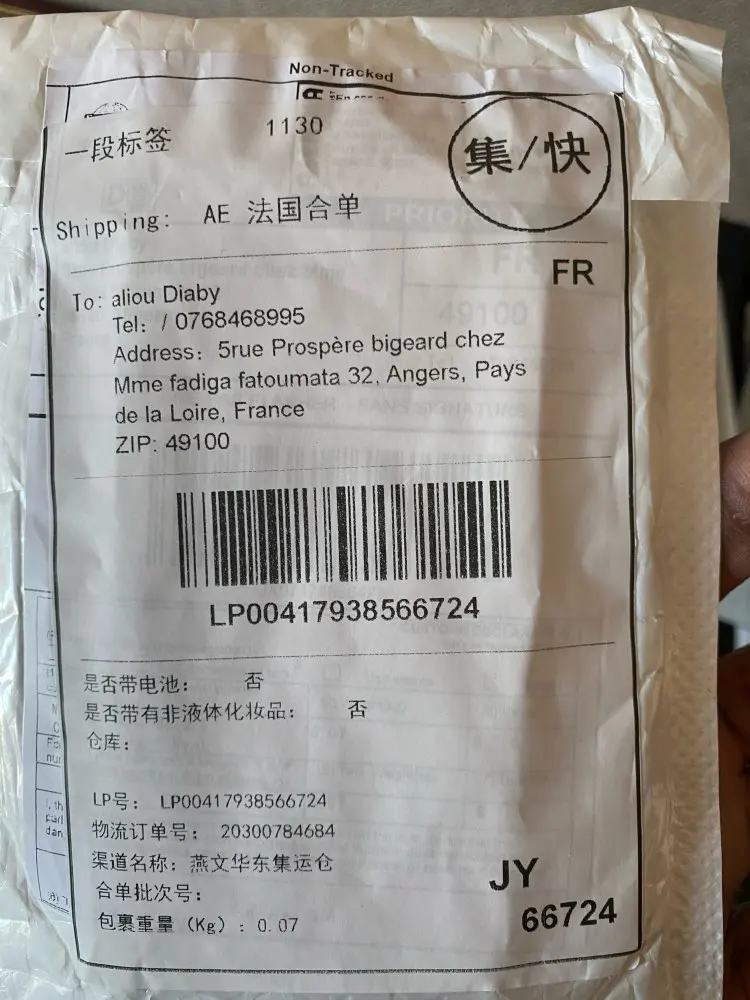 Non-Tracked
一段标签
1130
集/快
Shipping: AE 法国合单
FR
To: aliou Diaby
Tel: / 0768468995
Address: 5rue Prospère bigeard chez
Mme fadiga fatoumata 32, Angers, Pays
de la Loire, France
ZIP: 49100
LP00417938566724
是否带电池: 否
是否带有非液体化妆品: 否
仓库:
LP号: LP00417938566724
物流订单号: 20300784684
渠道名称: 燕文华东集运仓
合单批次号:
包裹重量 (Kg) : 0.07
JY
66724